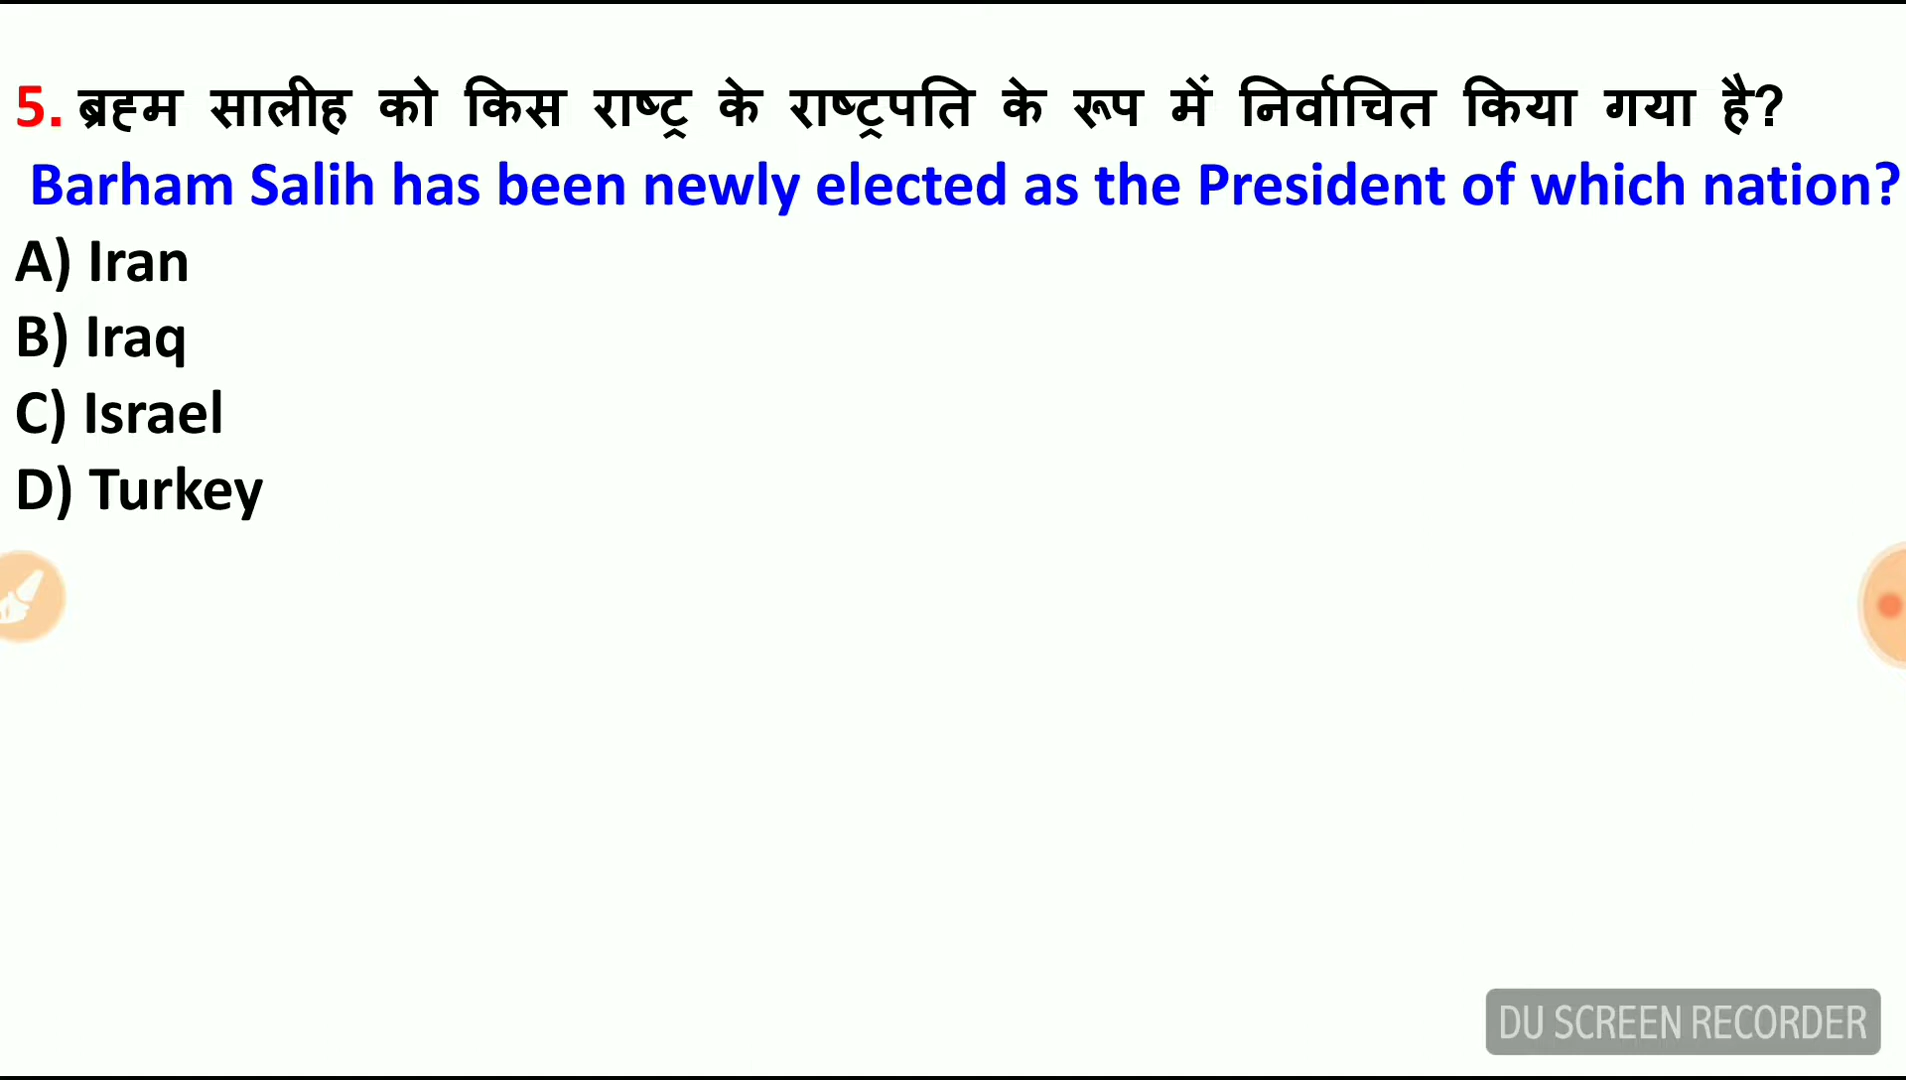 5. ब्रह्म सालीह को किस राष्ट्र के राष्ट्रपति के रूप में निर्वाचित किया गया है?
Barham Salih has been newly elected as the President of which nation?
A) Iran
B) Iraq
C) Israel
D) Turkey
DU SCREEN RECORDER